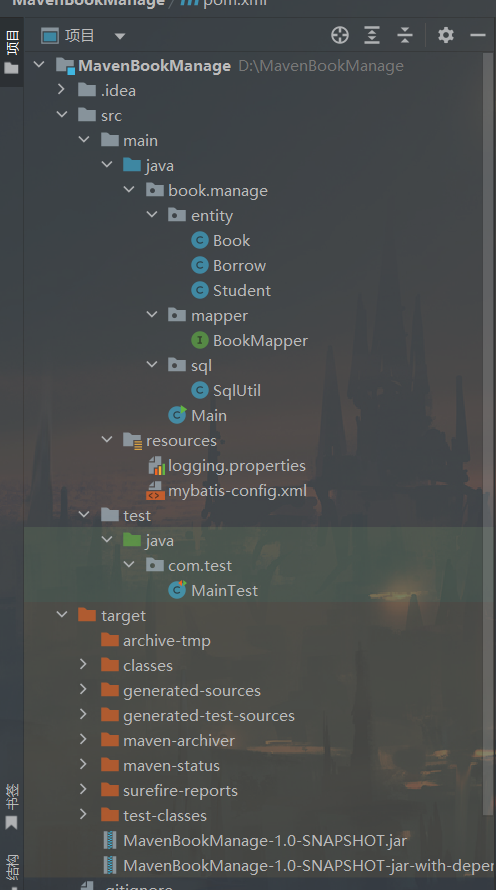 MavenBookManage / pom.xml
项目
项目
MavenBookManage D:\MavenBookManage
.idea
src
main
java
book.manage
entity
Book
Borrow
Student
mapper
BookMapper
sql
SqlUtil
Main
resources
logging.properties
mybatis-config.xml
test
java
com.test
MainTest
target
archive-tmp
classes
generated-sources
generated-test-sources
maven-archiver
maven-status
surefire-reports
test-classes
MavenBookManage-1.0-SNAPSHOT.jar
MavenBookManage-1.0-SNAPSHOT-jar-with-deper
.gitignore
书签
结构